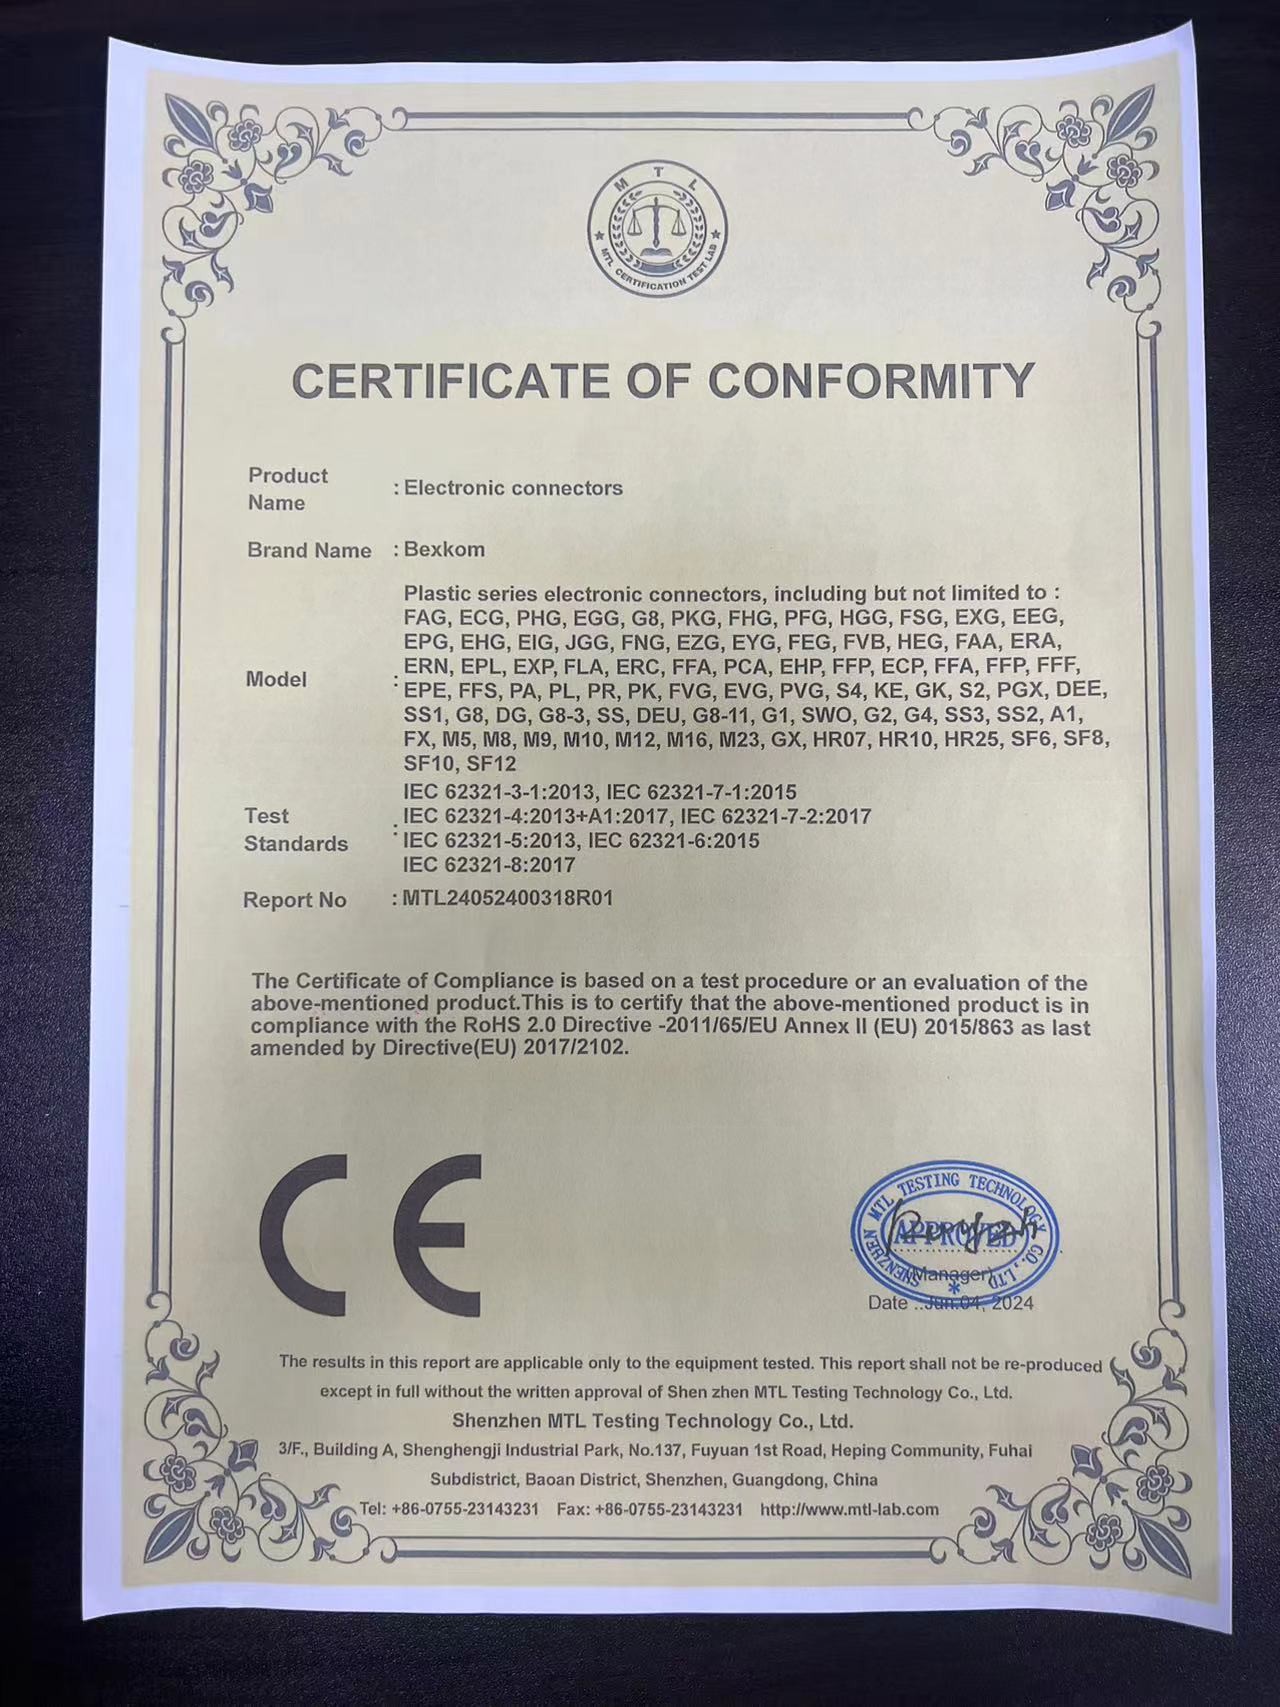 M T L
MTL CERTIFICATION TEST LAB
CERTIFICATE OF CONFORMITY
Product Name : Electronic connectors
Brand Name : Bexkom
Model :
Plastic series electronic connectors, including but not limited to :
FAG, ECG, PHG, EGG, G8, PKG, FHG, PFG, HGG, FSG, EXG, EEG,
EPG, EHG, EIG, JGG, FNG, EZG, EYG, FEG, FVB, HEG, FAA, ERA,
ERN, EPL, EXP, FLA, ERC, FFA, PCA, EHP, FFP, ECP, FFA, FFP, FFF,
EPE, FFS, PA, PL, PR, PK, FVG, EVG, PVG, S4, KE, GK, S2, PGX, DEE,
SS1, G8, DG, G8-3, SS, DEU, G8-11, G1, SWO, G2, G4, SS3, SS2, A1,
FX, M5, M8, M9, M10, M12, M16, M23, GX, HR07, HR10, HR25, SF6, SF8,
SF10, SF12
Test Standards :
IEC 62321-3-1:2013, IEC 62321-7-1:2015
IEC 62321-4:2013+A1:2017, IEC 62321-7-2:2017
IEC 62321-5:2013, IEC 62321-6:2015
IEC 62321-8:2017
Report No : MTL24052400318R01
The Certificate of Compliance is based on a test procedure or an evaluation of the
above-mentioned product.This is to certify that the above-mentioned product is in
compliance with the RoHS 2.0 Directive -2011/65/EU Annex II (EU) 2015/863 as last
amended by Directive(EU) 2017/2102.
CE
SHENZHEN MTL TESTING TECHNOLOGY CO., LTD
APPROVED
(Manager)
Date ..Jun.04, 2024
The results in this report are applicable only to the equipment tested. This report shall not be re-produced
except in full without the written approval of Shen zhen MTL Testing Technology Co., Ltd.
Shenzhen MTL Testing Technology Co., Ltd.
3/F., Building A, Shenghengji Industrial Park, No.137, Fuyuan 1st Road, Heping Community, Fuhai
Subdistrict, Baoan District, Shenzhen, Guangdong, China
Tel: +86-0755-23143231 Fax: +86-0755-23143231 http://www.mtl-lab.com